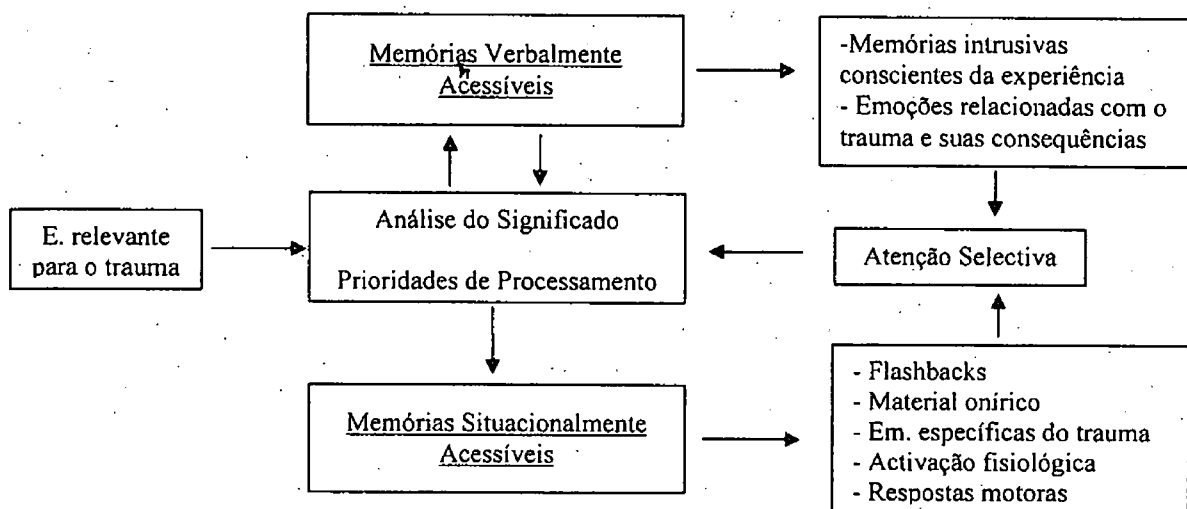 Memórias Verbalmente
Acessíveis
-Memórias intrusivas
conscientes da experiência
- Emoções relacionadas com o
trauma e suas consequências
E. relevante
para o trauma
Análise do Significado
Prioridades de Processamento
Atenção Selectiva
Memórias Situacionalmente
Acessíveis
- Flashbacks
- Material onírico
- Em. específicas do trauma
- Activação fisiológica
- Respostas motoras